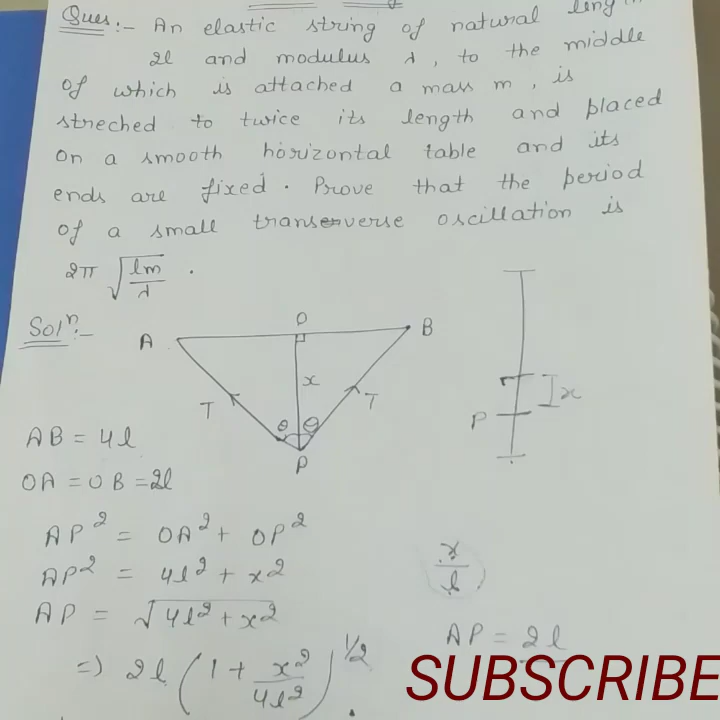 Ques:- An elastic string of natural leng
2l and modulus λ, to the middle
of which is attached a mass m, is
streched to twice its length and placed
on a smooth horizontal table and its
ends are fixed. Prove that the period
of a small transverse oscillation is
2π √(lm/λ) .
Solⁿ:-
A O B
x
T θ θ T
P
P x
AB = 4l
OA = OB = 2l
AP² = OA² + OP²
AP² = 4l² + x²
AP = √(4l² + x²)
x/l
AP = 2l
=) 2l (1 + x²/4l²)^1/2 .
SUBSCRIBE